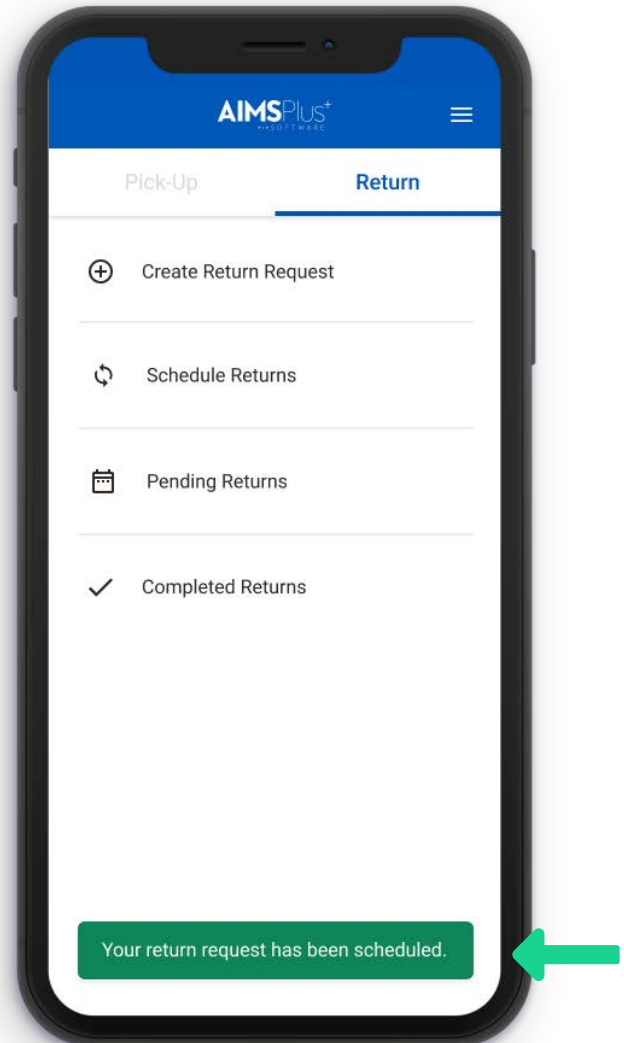 AIMSPlus+
SOFTWARE
Pick-Up
Return
Create Return Request
Schedule Returns
Pending Returns
Completed Returns
Your return request has been scheduled.